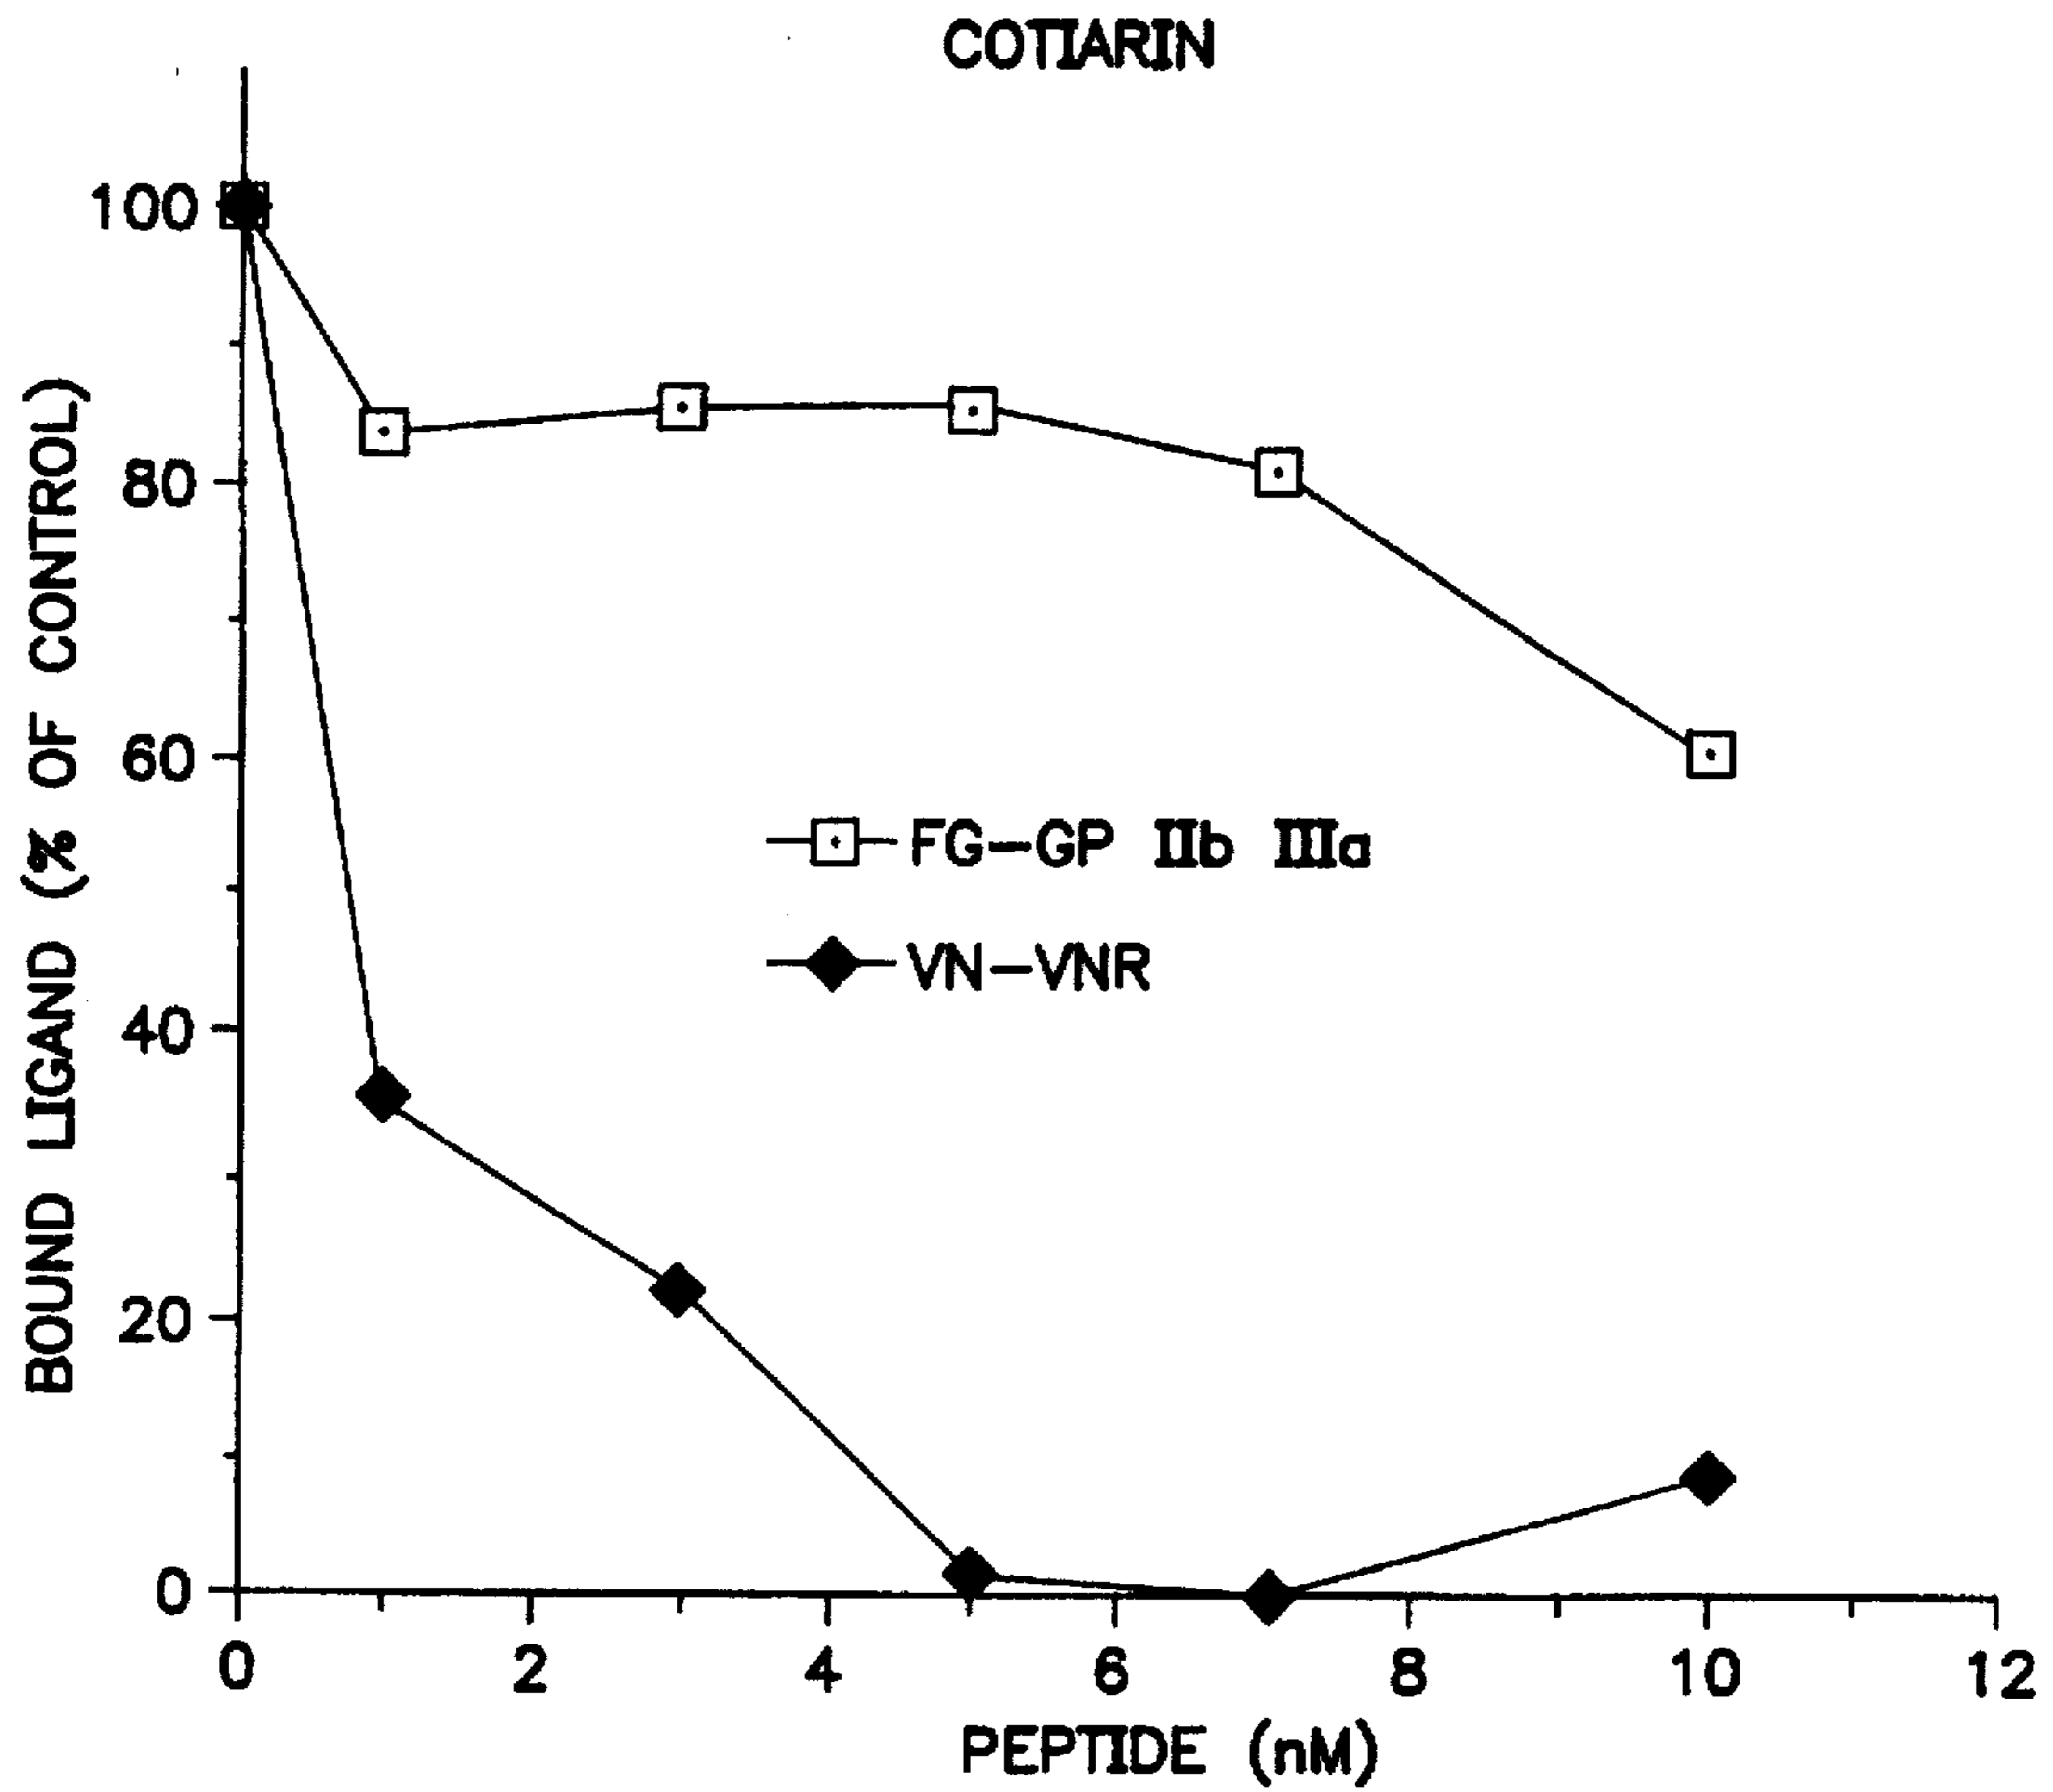 COTIARIN
BOUND LIGAND (% OF CONTROL)
100
80
60
40
20
0
FG-GP IIb IIIa
VN-VNR
0 2 4 6 8 10 12
PEPTIDE (nM)